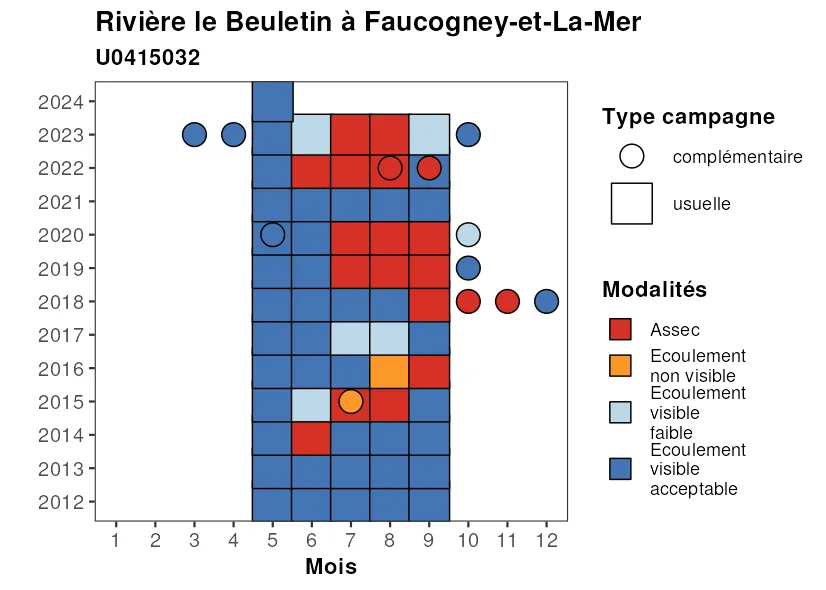 Rivière le Beuletin à Faucogney-et-La-Mer
U0415032
2024
2023
2022
2021
2020
2019
2018
2017
2016
2015
2014
2013
2012
1 2 3 4 5 6 7 8 9 10 11 12
Mois
Type campagne
complémentaire
usuelle
Modalités
Assec
Ecoulement
non visible
Ecoulement
visible
faible
Ecoulement
visible
acceptable